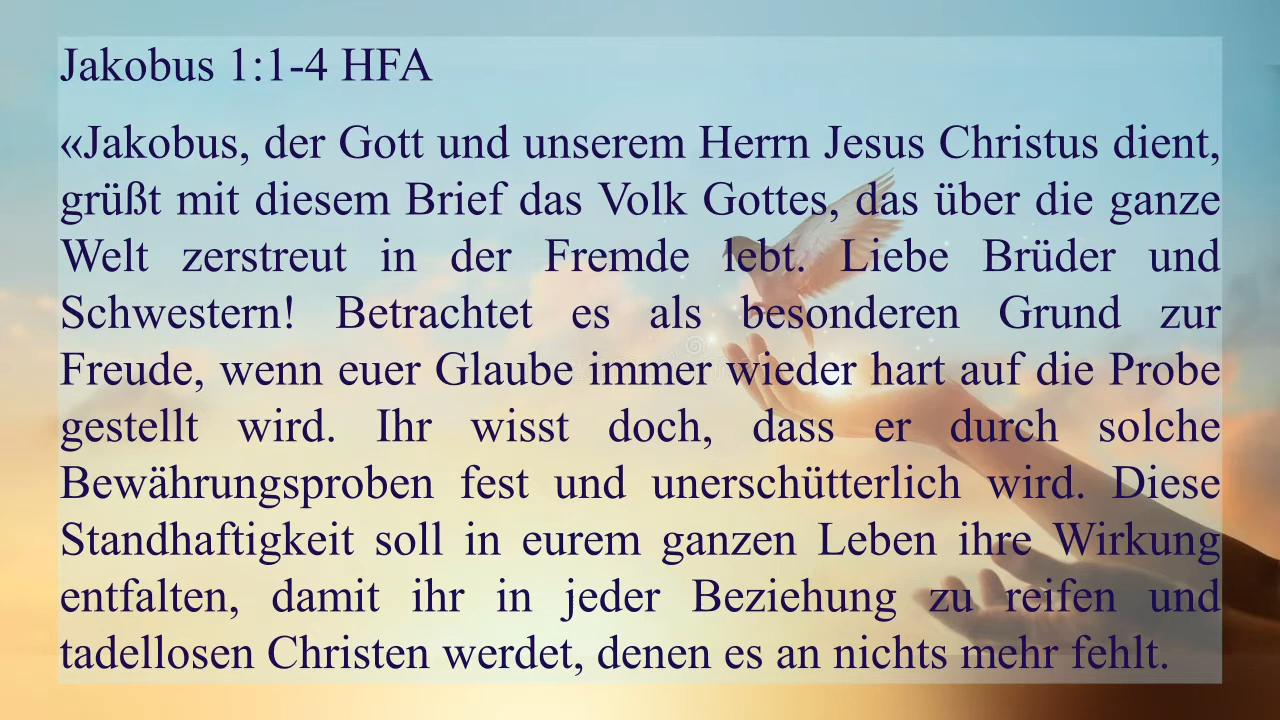 Jakobus 1:1-4 HFA
«Jakobus, der Gott und unserem Herrn Jesus Christus dient,
grüßt mit diesem Brief das Volk Gottes, das über die ganze
Welt zerstreut in der Fremde lebt. Liebe Brüder und
Schwestern! Betrachtet es als besonderen Grund zur
Freude, wenn euer Glaube immer wieder hart auf die Probe
gestellt wird. Ihr wisst doch, dass er durch solche
Bewährungsproben fest und unerschütterlich wird. Diese
Standhaftigkeit soll in eurem ganzen Leben ihre Wirkung
entfalten, damit ihr in jeder Beziehung zu reifen und
tadellosen Christen werdet, denen es an nichts mehr fehlt.